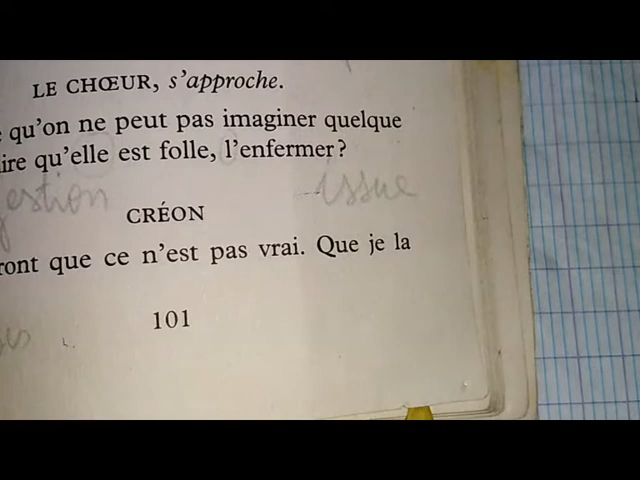 LE CHŒUR, s'approche.
qu'on ne peut pas imaginer quelque
ire qu'elle est folle, l'enfermer?
estion issue
CRÉON
ront que ce n'est pas vrai. Que je la
101